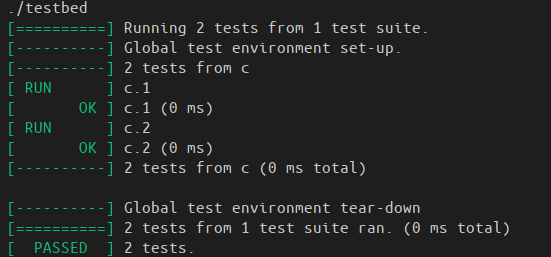 ./testbed
[==========] Running 2 tests from 1 test suite.
[----------] Global test environment set-up.
[----------] 2 tests from c
[ RUN      ] c.1
[       OK ] c.1 (0 ms)
[ RUN      ] c.2
[       OK ] c.2 (0 ms)
[----------] 2 tests from c (0 ms total)

[----------] Global test environment tear-down
[==========] 2 tests from 1 test suite ran. (0 ms total)
[  PASSED  ] 2 tests.